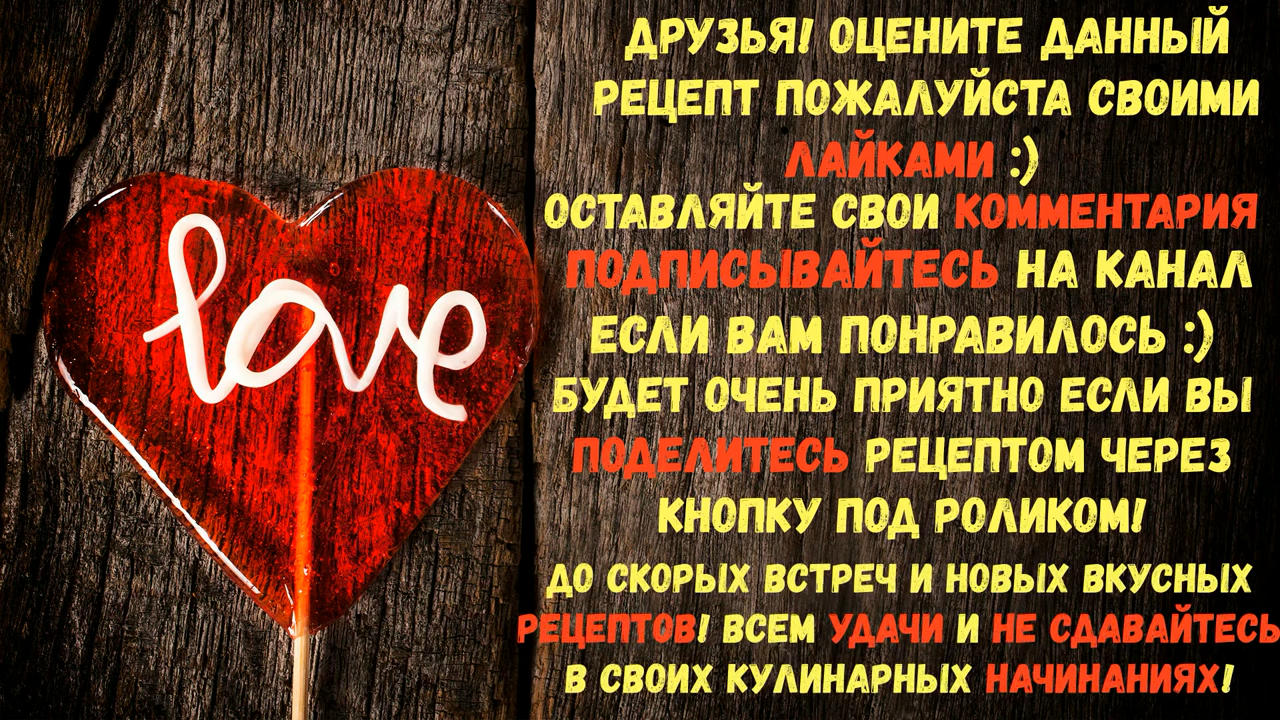 love
ДРУЗЬЯ! ОЦЕНИТЕ ДАННЫЙ
РЕЦЕПТ ПОЖАЛУЙСТА СВОИМИ
ЛАЙКАМИ :)
ОСТАВЛЯЙТЕ СВОИ КОММЕНТАРИЯ
ПОДПИСЫВАЙТЕСЬ НА КАНАЛ
ЕСЛИ ВАМ ПОНРАВИЛОСЬ :)
БУДЕТ ОЧЕНЬ ПРИЯТНО ЕСЛИ ВЫ
ПОДЕЛИТЕСЬ РЕЦЕПТОМ ЧЕРЕЗ
КНОПКУ ПОД РОЛИКОМ!
ДО СКОРЫХ ВСТРЕЧ И НОВЫХ ВКУСНЫХ
РЕЦЕПТОВ! ВСЕМ УДАЧИ И НЕ СДАВАЙТЕСЬ
В СВОИХ КУЛИНАРНЫХ НАЧИНАНИЯХ!